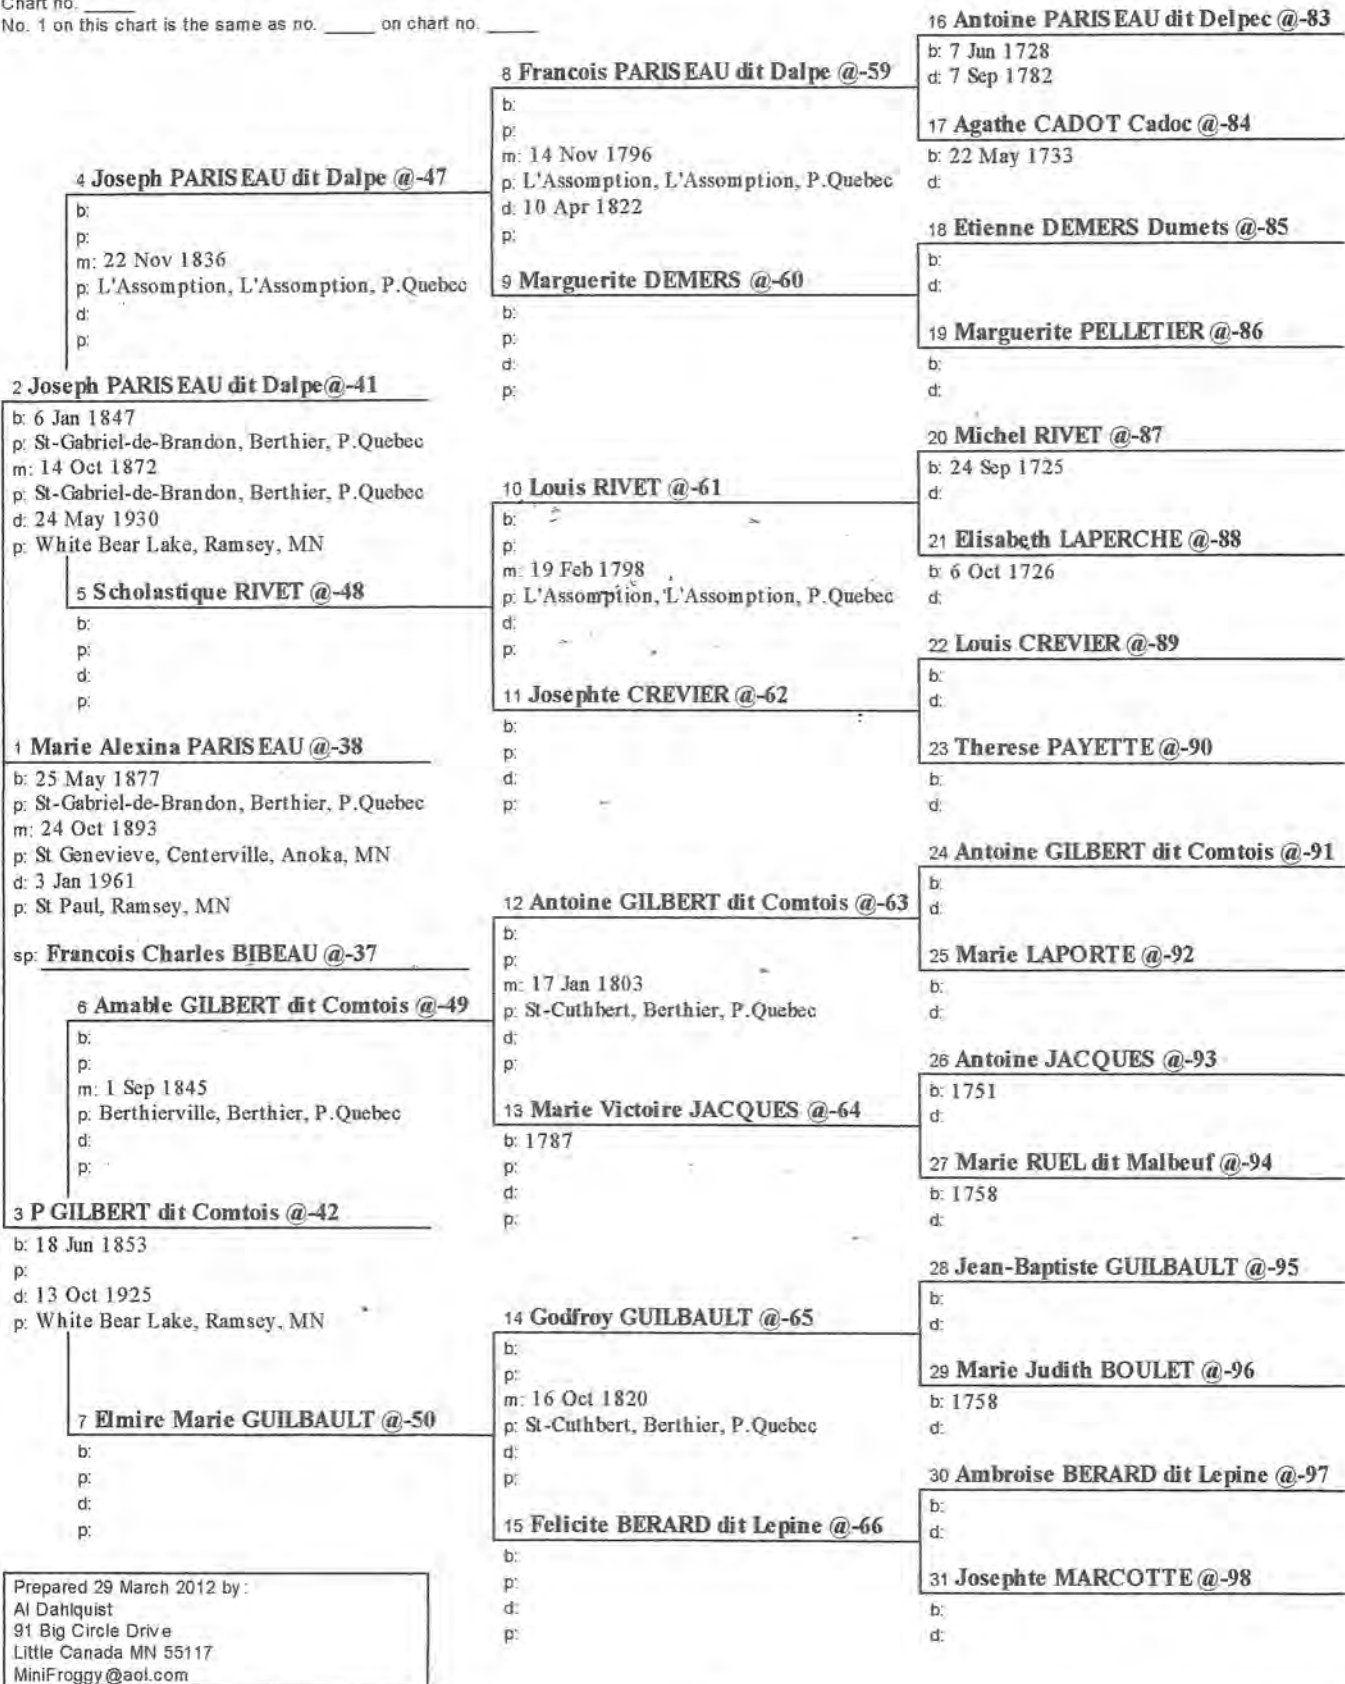 Chart no. _____
No. 1 on this chart is the same as no. _____ on chart no. _____
16 Antoine PARISEAU dit Delpec @-83
b: 7 Jun 1728
d: 7 Sep 1782
8 Francois PARISEAU dit Dalpe @-59
b:
p:
m: 14 Nov 1796
p: L'Assomption, L'Assomption, P.Quebec
d: 10 Apr 1822
p:
17 Agathe CADOT Cadoc @-84
b: 22 May 1733
d:
4 Joseph PARISEAU dit Dalpe @-47
b:
p:
m: 22 Nov 1836
p: L'Assomption, L'Assomption, P.Quebec
d:
p:
18 Etienne DEMERS Dumets @-85
b:
d:
9 Marguerite DEMERS @-60
b:
p:
d:
p:
19 Marguerite PELLETIER @-86
b:
d:
2 Joseph PARISEAU dit Dalpe@-41
b: 6 Jan 1847
p: St-Gabriel-de-Brandon, Berthier, P.Quebec
m: 14 Oct 1872
p: St-Gabriel-de-Brandon, Berthier, P.Quebec
d: 24 May 1930
p: White Bear Lake, Ramsey, MN
20 Michel RIVET @-87
b: 24 Sep 1725
d:
10 Louis RIVET @-61
b:
p:
m: 19 Feb 1798
p: L'Assomption, L'Assomption, P.Quebec
d:
p:
21 Elisabeth LAPERCHE @-88
b: 6 Oct 1726
d:
5 Scholastique RIVET @-48
b:
p:
d:
p:
22 Louis CREVIER @-89
b:
d:
11 Josephte CREVIER @-62
b:
p:
d:
p:
23 Therese PAYETTE @-90
b:
d:
1 Marie Alexina PARISEAU @-38
b: 25 May 1877
p: St-Gabriel-de-Brandon, Berthier, P.Quebec
m: 24 Oct 1893
p: St Genevieve, Centerville, Anoka, MN
d: 3 Jan 1961
p: St Paul, Ramsey, MN
sp: Francois Charles BIBEAU @-37
24 Antoine GILBERT dit Comtois @-91
b:
d:
12 Antoine GILBERT dit Comtois @-63
b:
p:
m: 17 Jan 1803
p: St-Cuthbert, Berthier, P.Quebec
d:
p:
25 Marie LAPORTE @-92
b:
d:
6 Amable GILBERT dit Comtois @-49
b:
p:
m: 1 Sep 1845
p: Berthierville, Berthier, P.Quebec
d:
p:
26 Antoine JACQUES @-93
b: 1751
d:
13 Marie Victoire JACQUES @-64
b: 1787
p:
d:
p:
27 Marie RUEL dit Malbeuf @-94
b: 1758
d:
3 P GILBERT dit Comtois @-42
b: 18 Jun 1853
p:
d: 13 Oct 1925
p: White Bear Lake, Ramsey, MN
28 Jean-Baptiste GUILBAULT @-95
b:
d:
14 Godfroy GUILBAULT @-65
b:
p:
m: 16 Oct 1820
p: St-Cuthbert, Berthier, P.Quebec
d:
p:
29 Marie Judith BOULET @-96
b: 1758
d:
7 Elmire Marie GUILBAULT @-50
b:
p:
d:
p:
30 Ambroise BERARD dit Lepine @-97
b:
d:
15 Felicite BERARD dit Lepine @-66
b:
p:
d:
p:
31 Josephte MARCOTTE @-98
b:
d:
Prepared 29 March 2012 by:
Al Dahlquist
91 Big Circle Drive
Little Canada MN 55117
MiniFroggy@aol.com